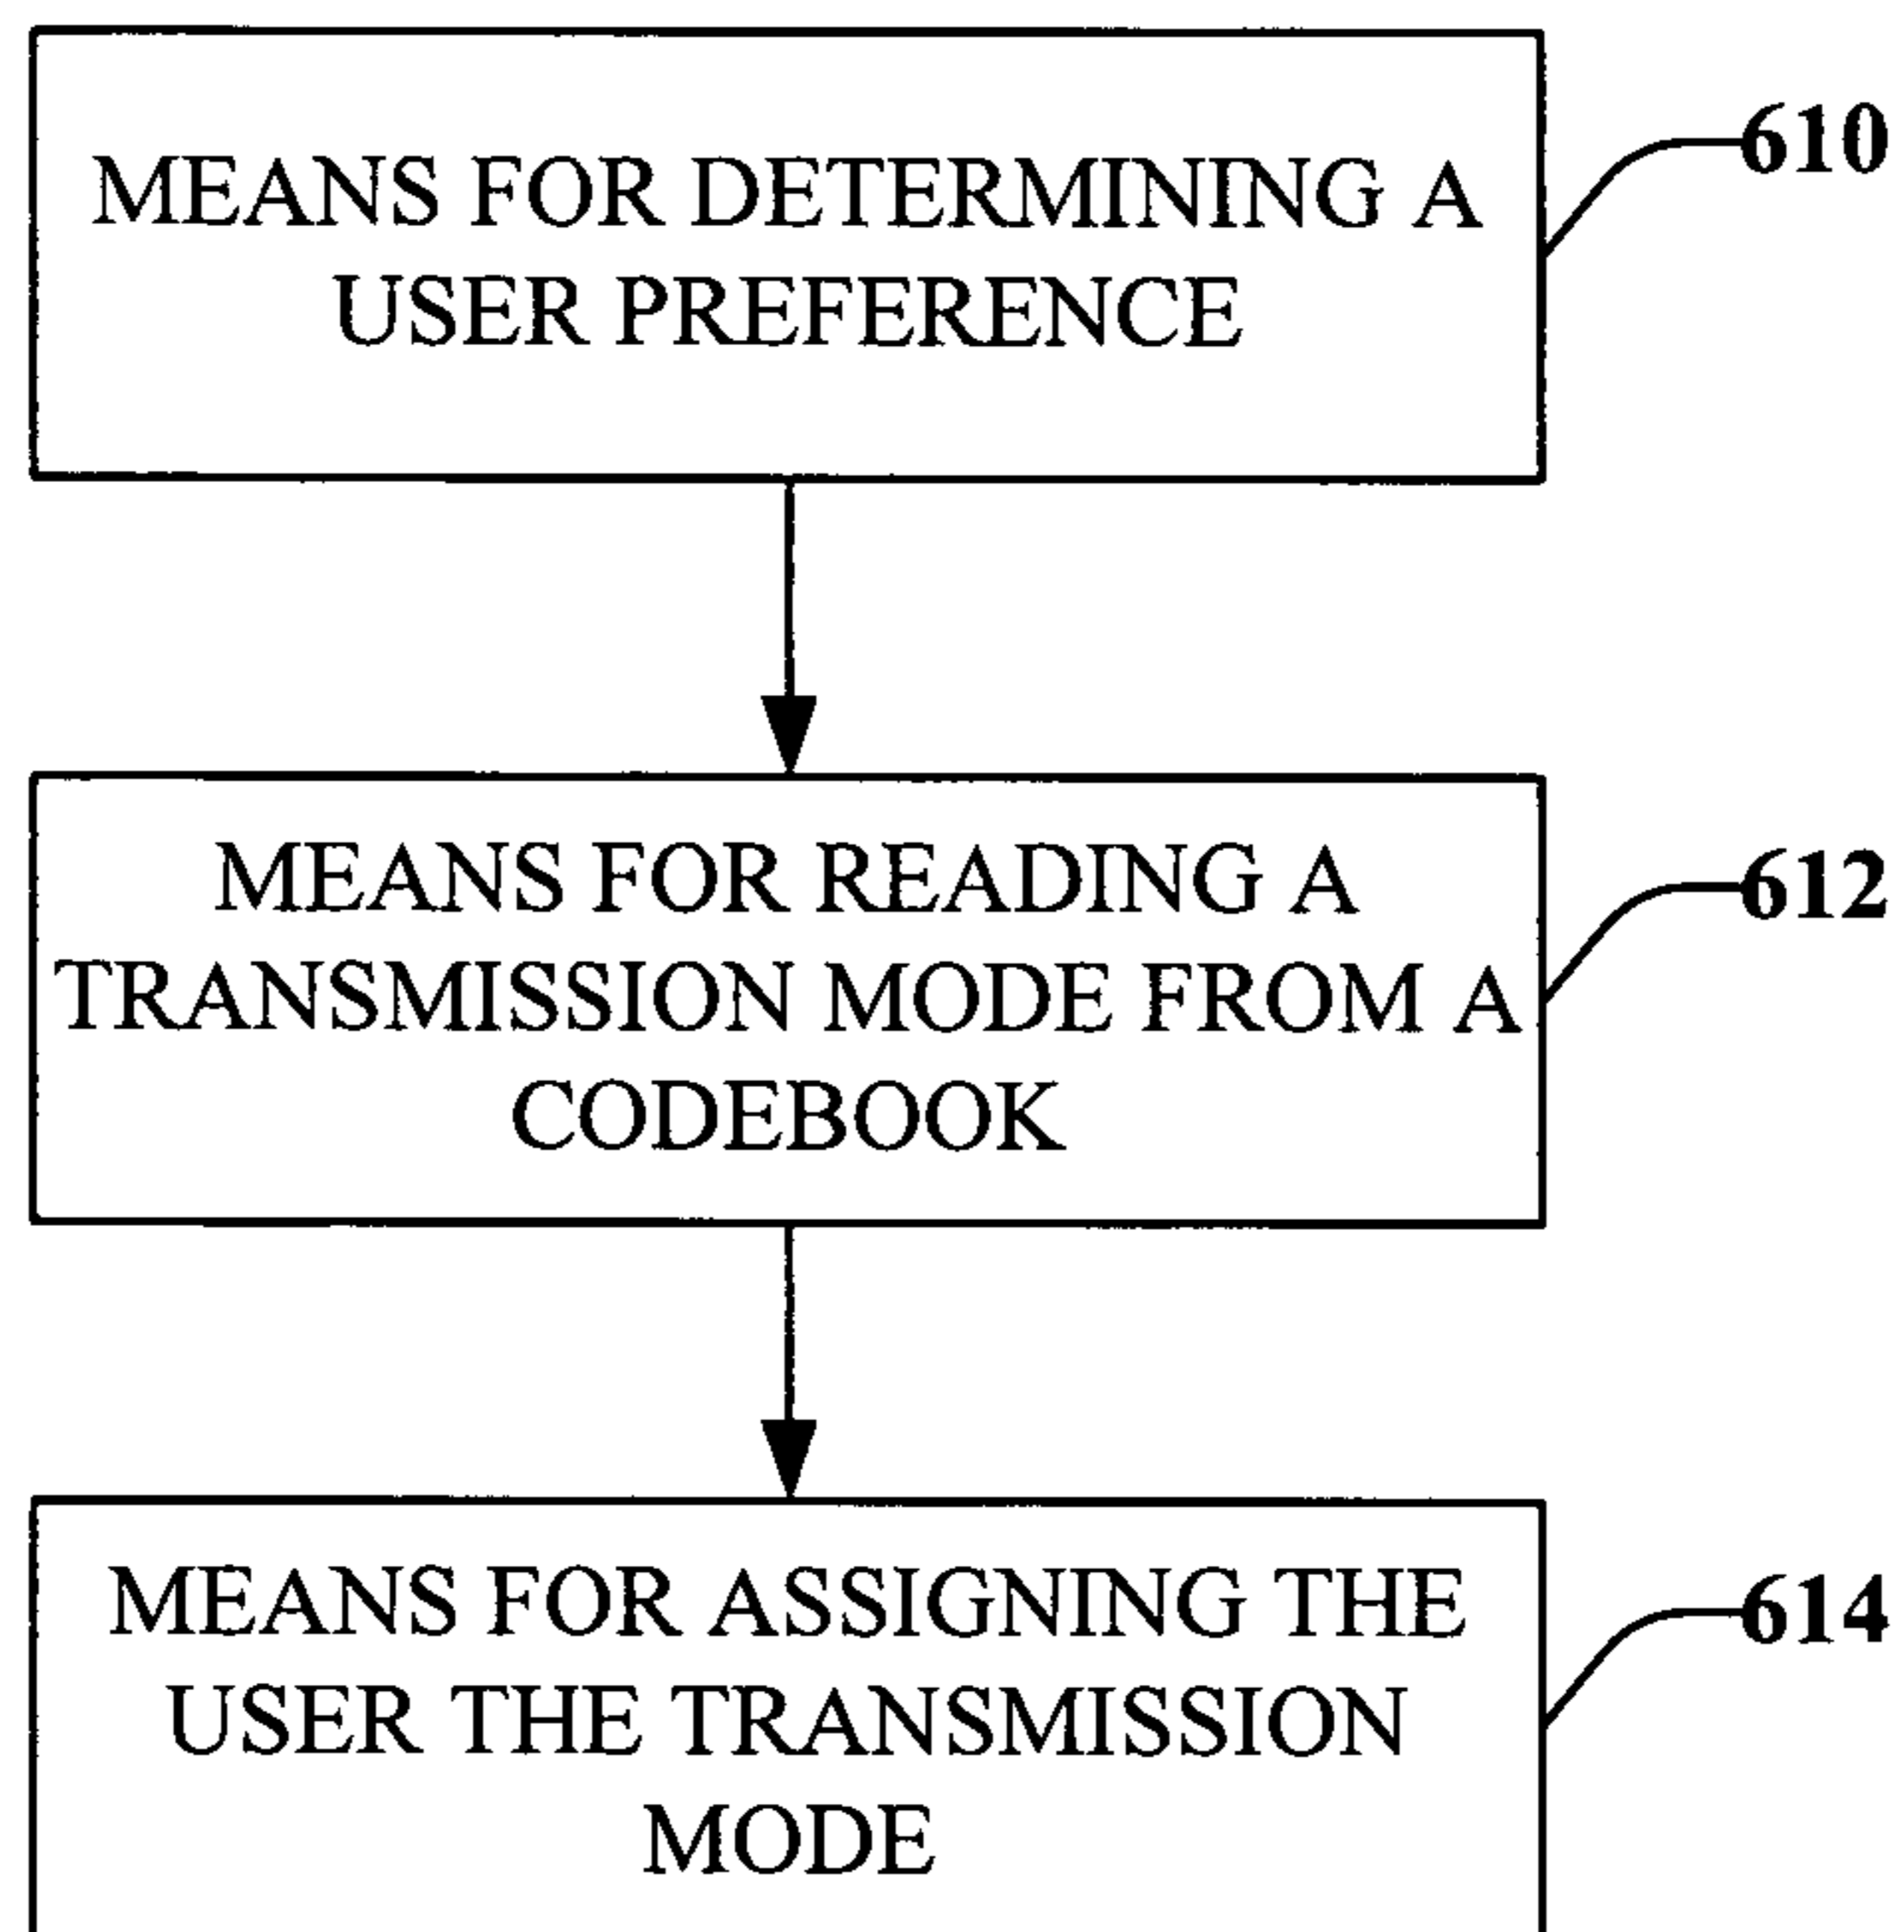 MEANS FOR DETERMINING A
USER PREFERENCE
610
MEANS FOR READING A
TRANSMISSION MODE FROM A
CODEBOOK
612
MEANS FOR ASSIGNING THE
USER THE TRANSMISSION
MODE
614